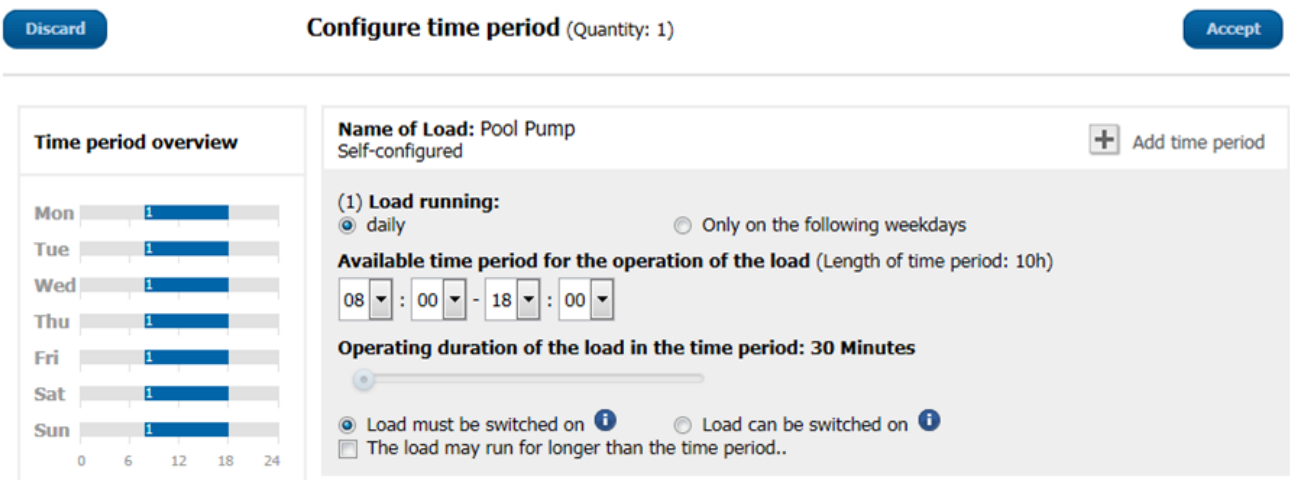 Discard Configure time period (Quantity: 1) Accept
Time period overview
Mon 1
Tue 1
Wed 1
Thu 1
Fri 1
Sat 1
Sun 1
0 6 12 18 24
Name of Load: Pool Pump
Self-configured
Add time period
(1) Load running:
daily Only on the following weekdays
Available time period for the operation of the load (Length of time period: 10h)
08 : 00 - 18 : 00
Operating duration of the load in the time period: 30 Minutes
Load must be switched on i Load can be switched on i
The load may run for longer than the time period..